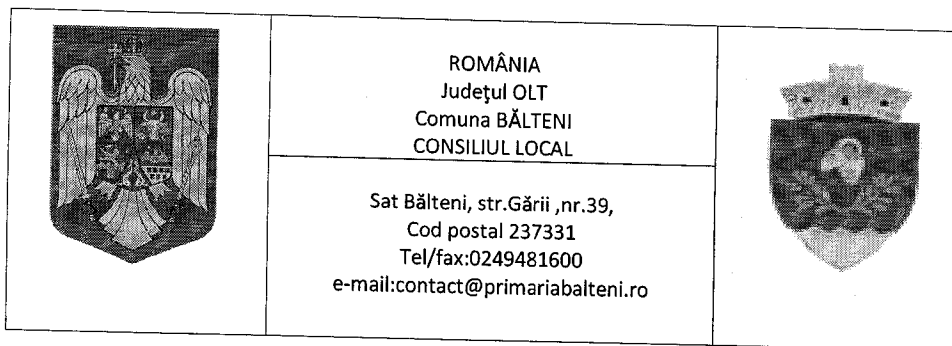 ROMÂNIA
Judeţul OLT
Comuna BĂLTENI
CONSILIUL LOCAL
Sat Bălteni, str.Gării ,nr.39,
Cod postal 237331
Tel/fax:0249481600
e-mail:contact@primariabalteni.ro